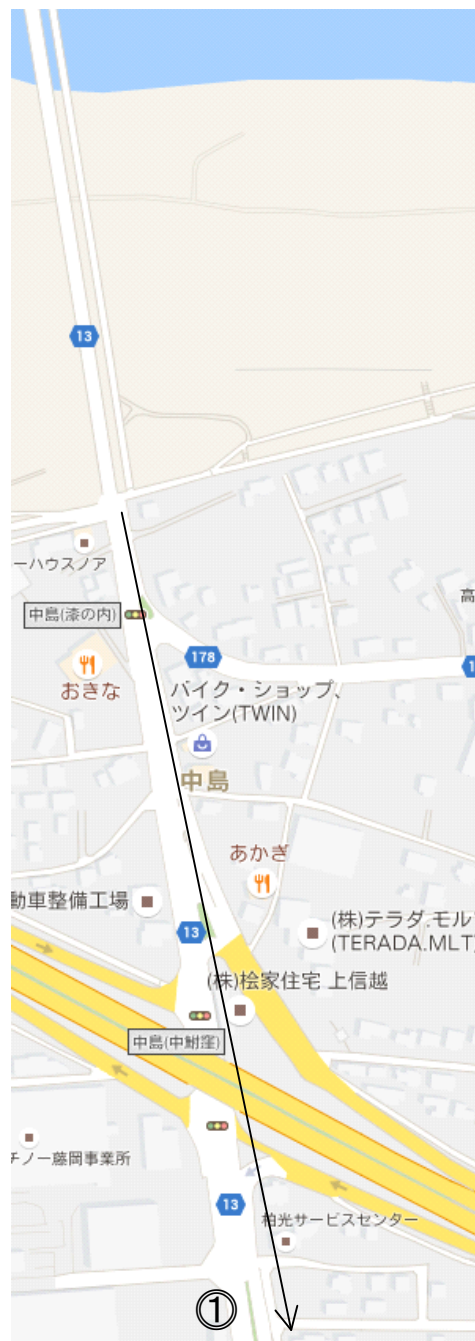 13
ーハウスノア
高
中島(漆の内)
178
1
おきな
バイク・ショップ、
ツイン(TWIN)
中島
あかぎ
動車整備工場
13
(株)テラダ.モル
(TERADA.MLT)
(株)桧家住宅 上信越
中島(中鮒窪)
チノー藤岡事業所
13
柏光サービスセンター
①